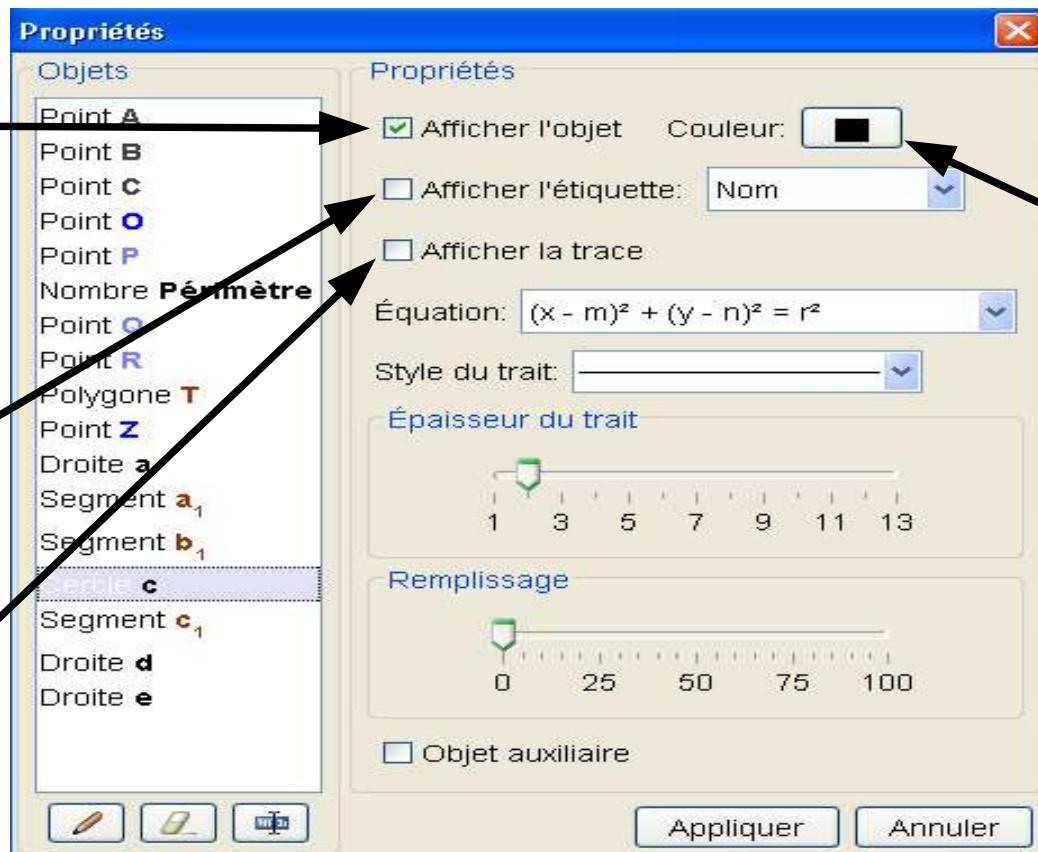 Propriétés
Objets
Point A
Point B
Point C
Point O
Point P
Nombre Périmètre
Point Q
Point R
Polygone T
Point Z
Droite a
Segment a₁
Segment b₁
Cercle c
Segment c₁
Droite d
Droite e
Propriétés
Afficher l'objet Couleur:
Afficher l'étiquette: Nom
Afficher la trace
Équation: (x - m)² + (y - n)² = r²
Style du trait:
Épaisseur du trait
1 3 5 7 9 11 13
Remplissage
0 25 50 75 100
Objet auxiliaire
Appliquer Annuler